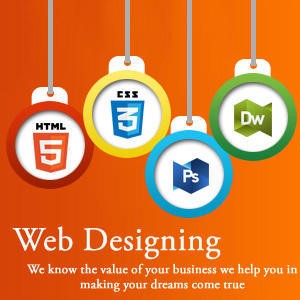 HTML
5
CSS
3
Ps
Dw
Web Designing
We know the value of your business we help you in
making your dreams come true